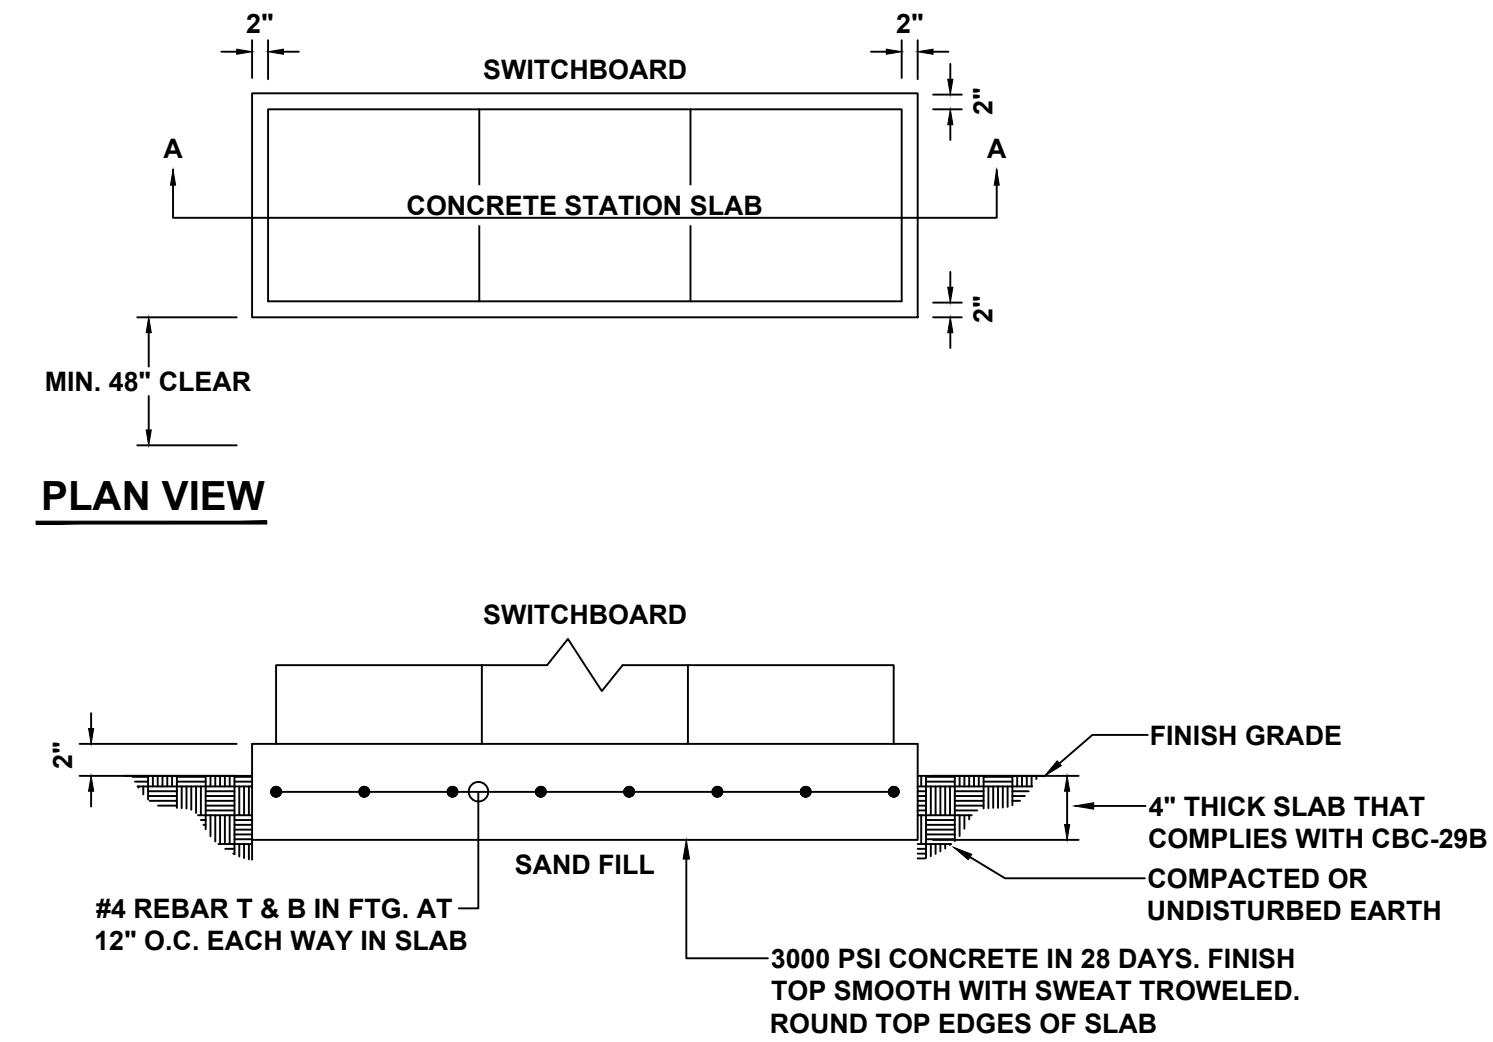 2"
2"
SWITCHBOARD
2"
A
A
CONCRETE STATION SLAB
2"
MIN. 48" CLEAR
PLAN VIEW
SWITCHBOARD
2"
FINISH GRADE
4" THICK SLAB THAT
COMPLIES WITH CBC-29B
SAND FILL
COMPACTED OR
UNDISTURBED EARTH
#4 REBAR T & B IN FTG. AT
12" O.C. EACH WAY IN SLAB
3000 PSI CONCRETE IN 28 DAYS. FINISH
TOP SMOOTH WITH SWEAT TROWELED.
ROUND TOP EDGES OF SLAB